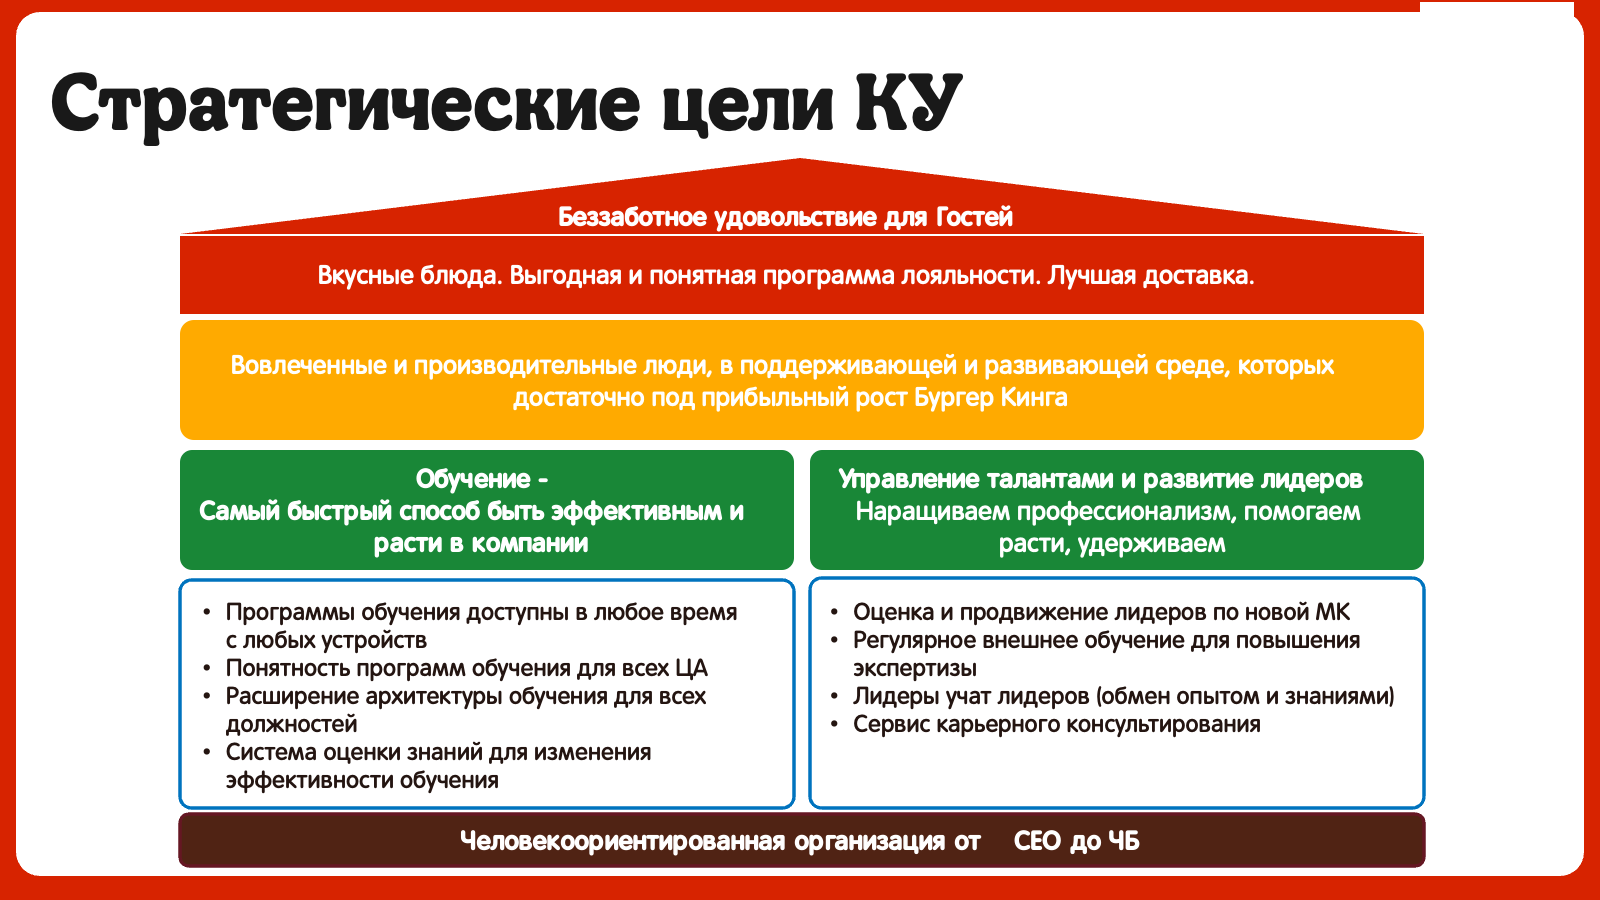 Стратегические цели КУ
Беззаботное удовольствие для Гостей
Вкусные блюда. Выгодная и понятная программа лояльности. Лучшая доставка.
Вовлеченные и производительные люди, в поддерживающей и развивающей среде, которых
достаточно под прибыльный рост Бургер Кинга
Обучение -
Самый быстрый способ быть эффективным и
расти в компании
Управление талантами и развитие лидеров
Наращиваем профессионализм, помогаем
расти, удерживаем
• Программы обучения доступны в любое время
с любых устройств
• Понятность программ обучения для всех ЦА
• Расширение архитектуры обучения для всех
должностей
• Система оценки знаний для изменения
эффективности обучения
• Оценка и продвижение лидеров по новой МК
• Регулярное внешнее обучение для повышения
экспертизы
• Лидеры учат лидеров (обмен опытом и знаниями)
• Сервис карьерного консультирования
Человекоориентированная организация от СЕО до ЧБ